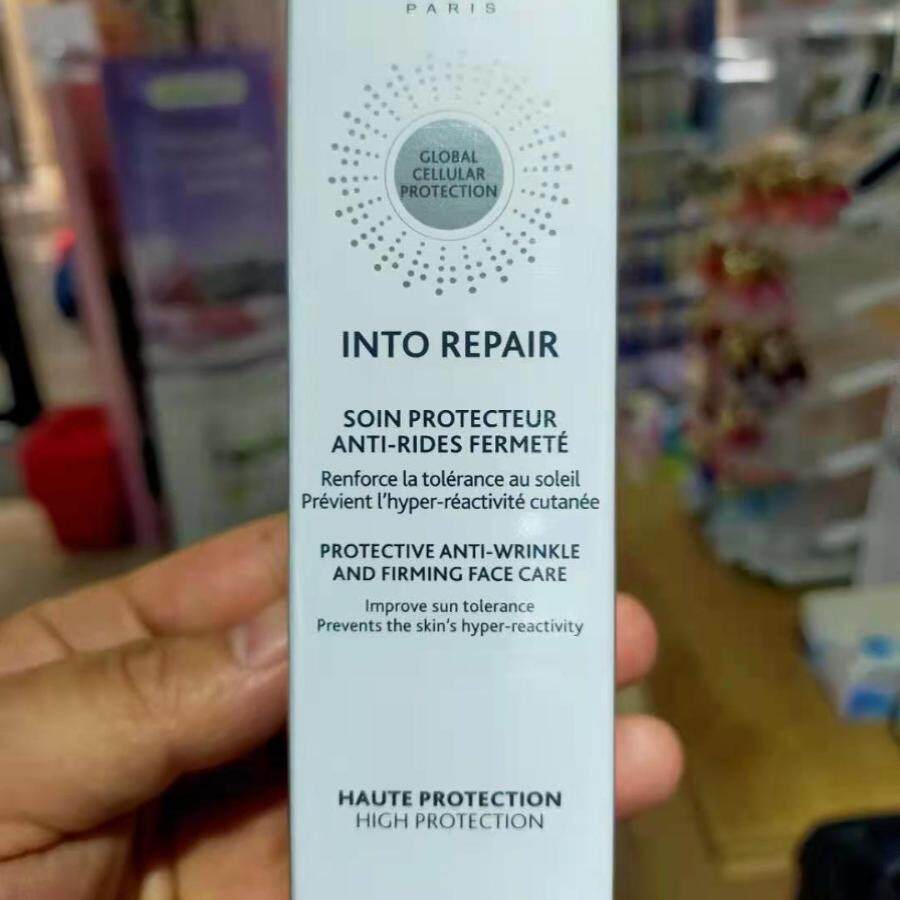 PARIS
GLOBAL
CELLULAR
PROTECTION
INTO REPAIR
SOIN PROTECTEUR
ANTI-RIDES FERMETÉ
Renforce la tolérance au soleil
Prévient l'hyper-réactivité cutanée
PROTECTIVE ANTI-WRINKLE
AND FIRMING FACE CARE
Improve sun tolerance
Prevents the skin's hyper-reactivity
HAUTE PROTECTION
HIGH PROTECTION